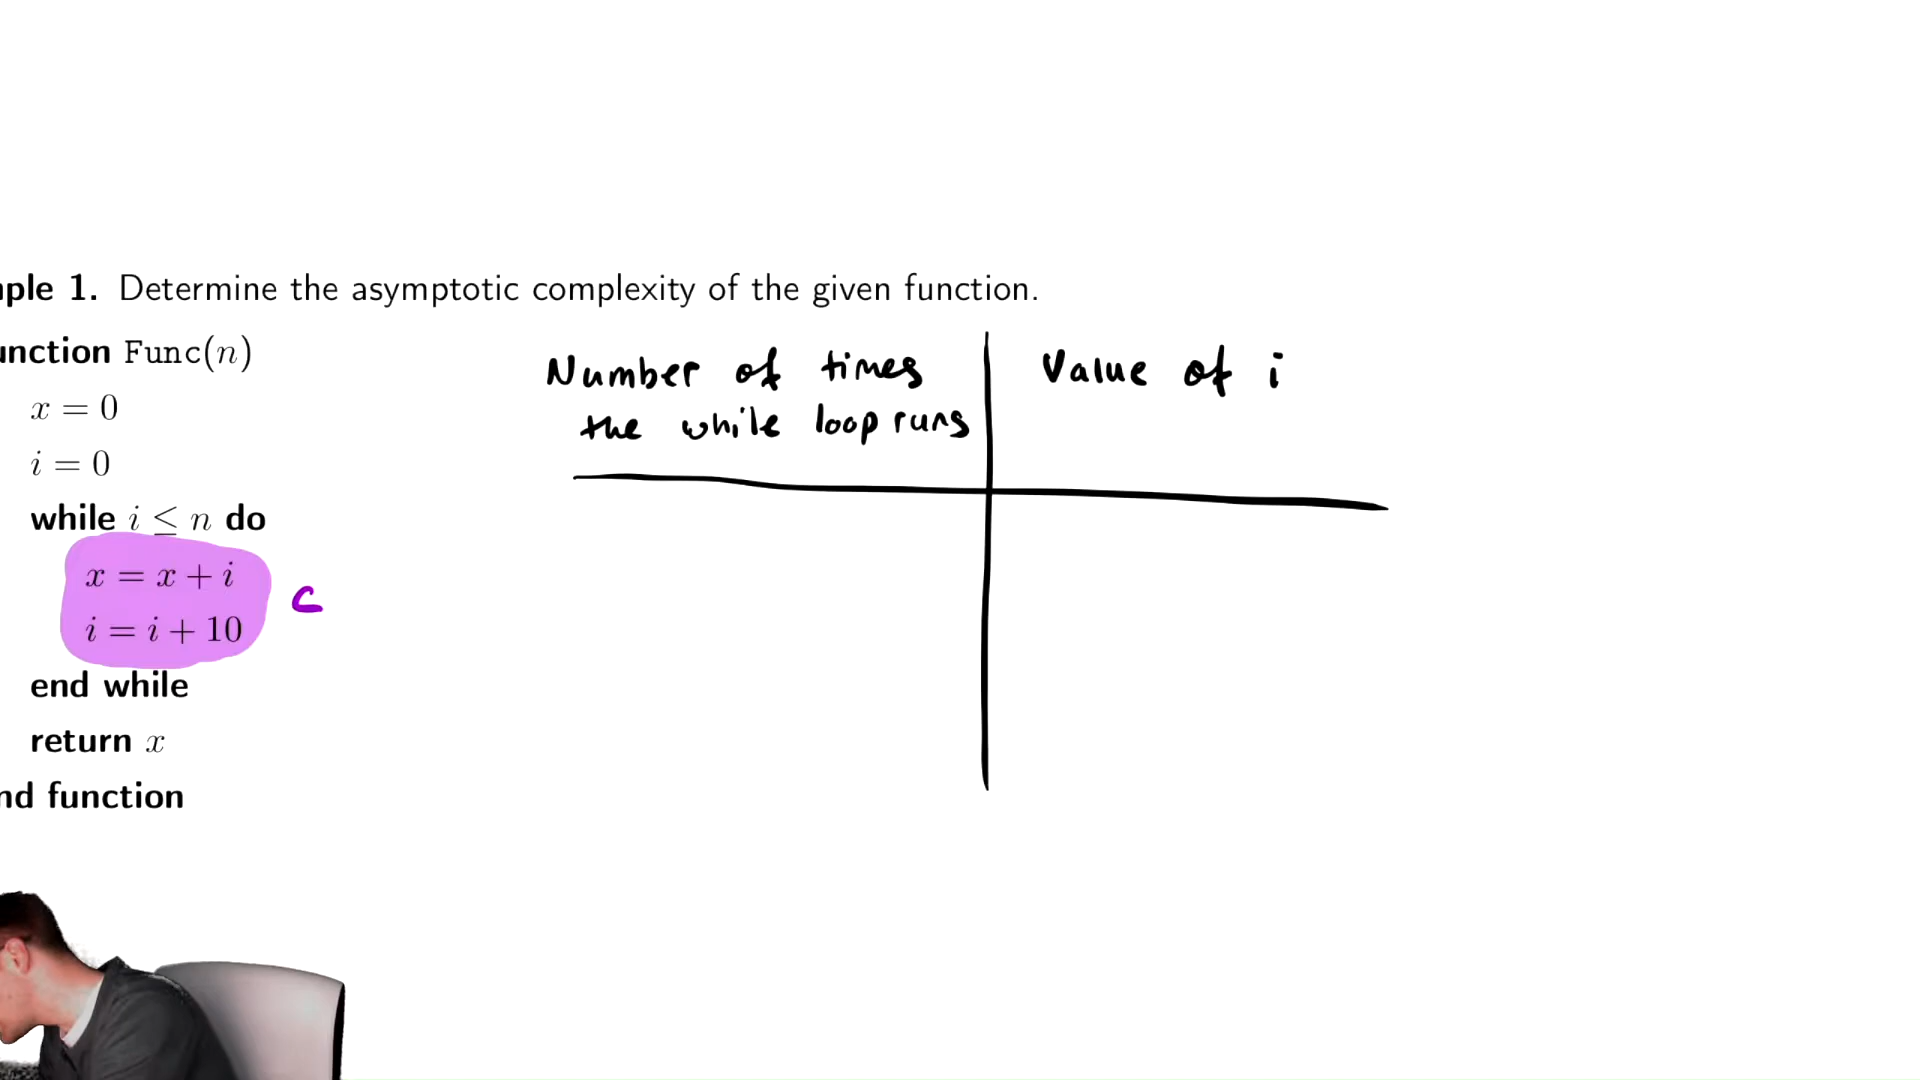 ple 1. Determine the asymptotic complexity of the given function.
unction Func(n)
x = 0
i = 0
while i ≤ n do
x = x + i
i = i + 10
c
end while
return x
nd function
Number of times
the while loop runs
Value of i